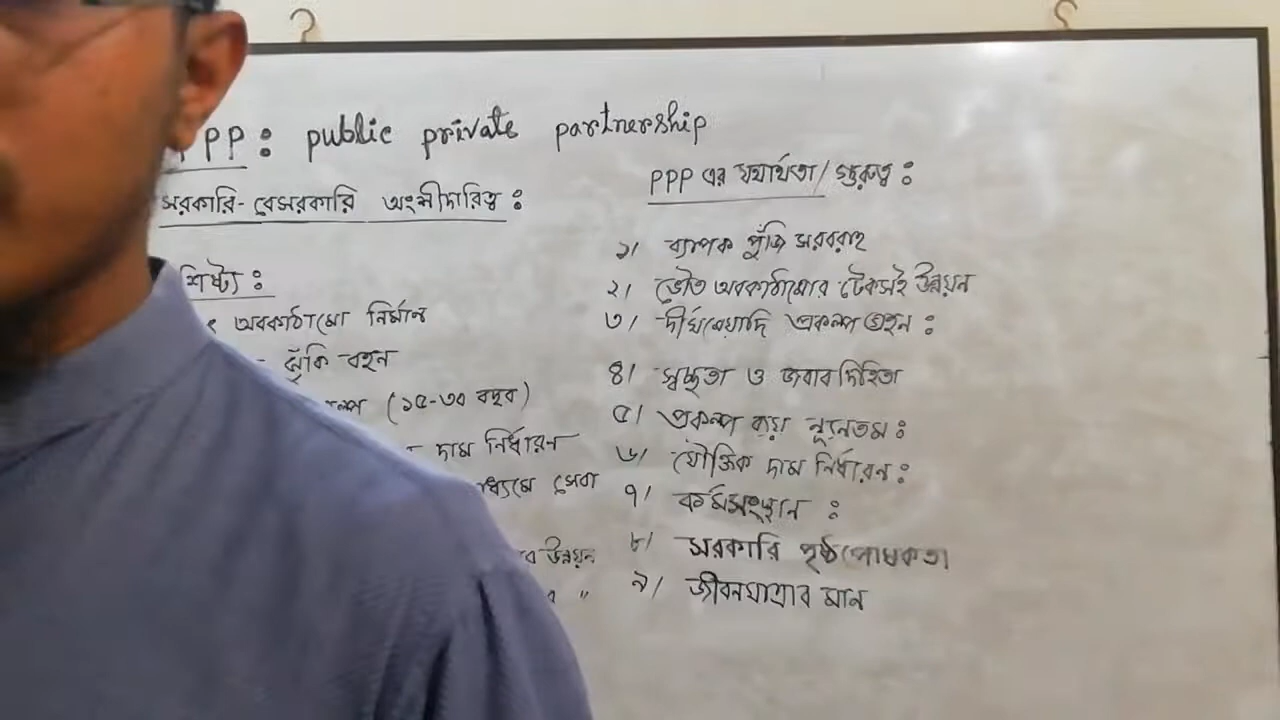 PPP: public private partnership
সরকারি-বেসরকারি অংশীদারিত্ব :
শিষ্ট্য :
অবকাঠামো নির্মান
ঝুঁকি বহন
(১৫-৩০ বছর)
দাম নির্ধারন
ধ্যমে সেবা
উন্নয়ন
"
PPP এর যথার্থতা/গুরুত্ব :
১/ ব্যাপক পুঁজি সরবরাহ
২/ ভৌত অবকাঠামোর টেকসই উন্নয়ন
৩/ দীর্ঘমেয়াদি প্রকল্প গ্রহন :
৪/ স্বচ্ছতা ও জবাবদিহিতা
৫/ প্রকল্প ব্যয় নূন্যতম :
৬/ যৌক্তিক দাম নির্ধারন :
৭/ কর্মসংস্থান :
৮/ সরকারি পৃষ্ঠপোষকতা
৯/ জীবনযাত্রার মান